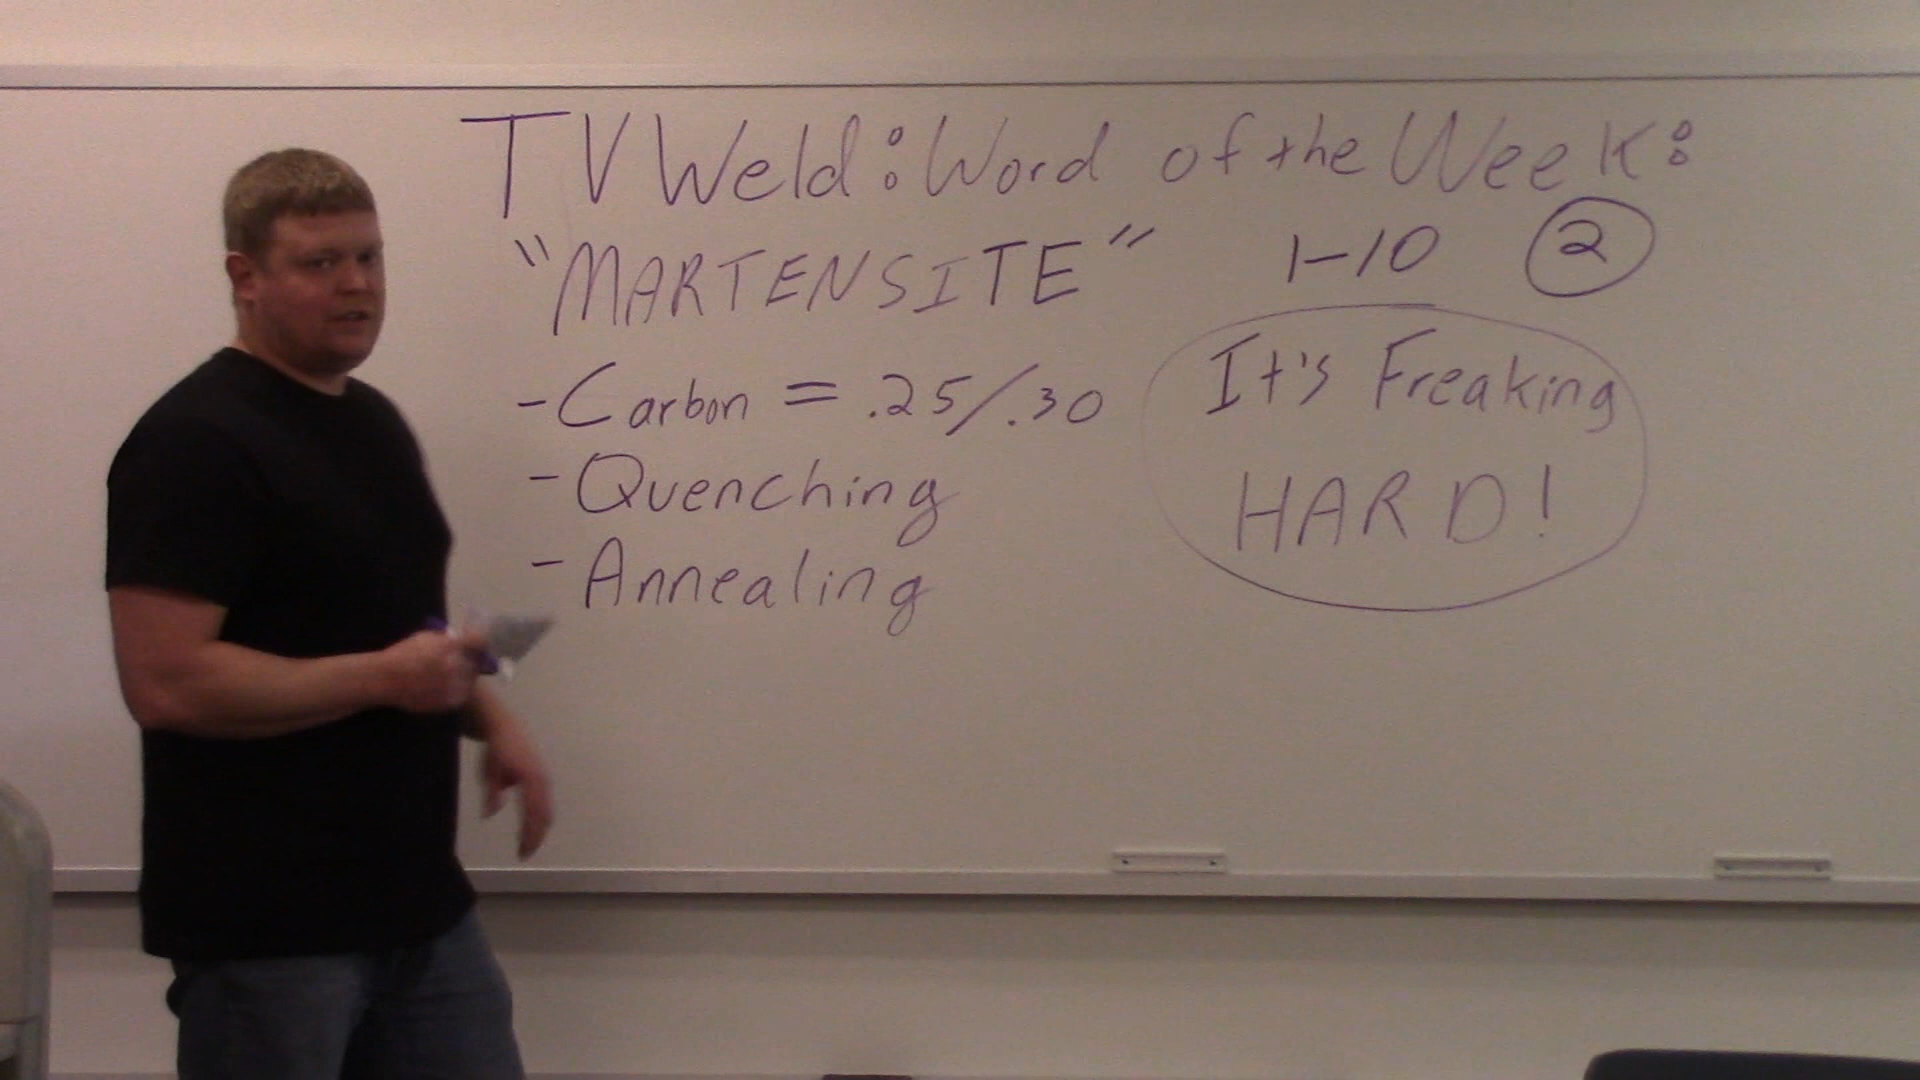 TV Weld: Word of the Week:
"MARTENSITE" 1-10 2
- Carbon = .25/.30
- Quenching
- Annealing
It's Freaking
HARD!